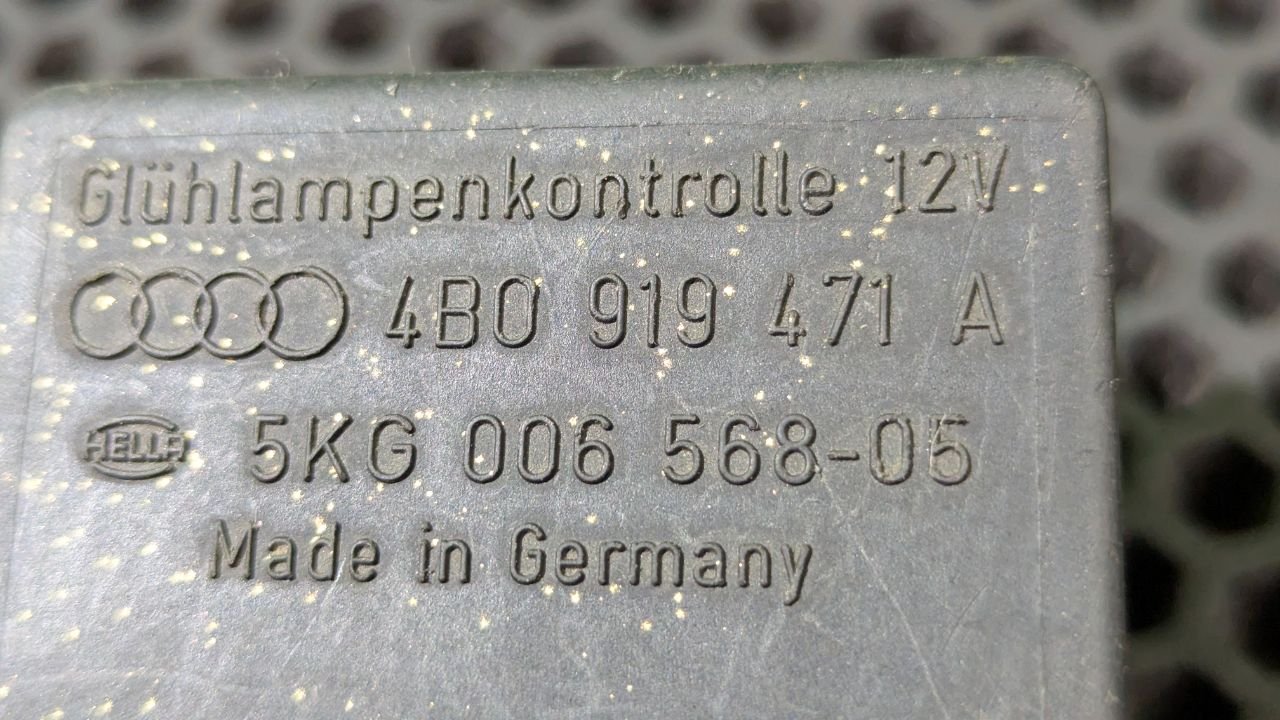 Glühlampenkontrolle 12V
4B0 919 471 A
HELLA 5KG 006 568-05
Made in Germany